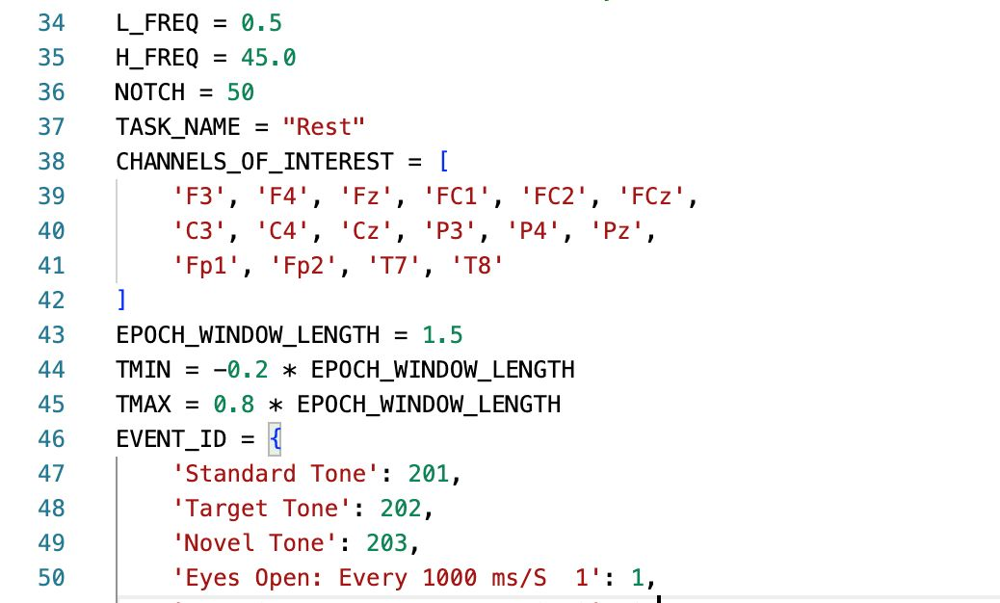 34 L_FREQ = 0.5
35 H_FREQ = 45.0
36 NOTCH = 50
37 TASK_NAME = "Rest"
38 CHANNELS_OF_INTEREST = [
39 'F3', 'F4', 'Fz', 'FC1', 'FC2', 'FCz',
40 'C3', 'C4', 'Cz', 'P3', 'P4', 'Pz',
41 'Fp1', 'Fp2', 'T7', 'T8'
42 ]
43 EPOCH_WINDOW_LENGTH = 1.5
44 TMIN = -0.2 * EPOCH_WINDOW_LENGTH
45 TMAX = 0.8 * EPOCH_WINDOW_LENGTH
46 EVENT_ID = {
47 'Standard Tone': 201,
48 'Target Tone': 202,
49 'Novel Tone': 203,
50 'Eyes Open: Every 1000 ms/S  1': 1,